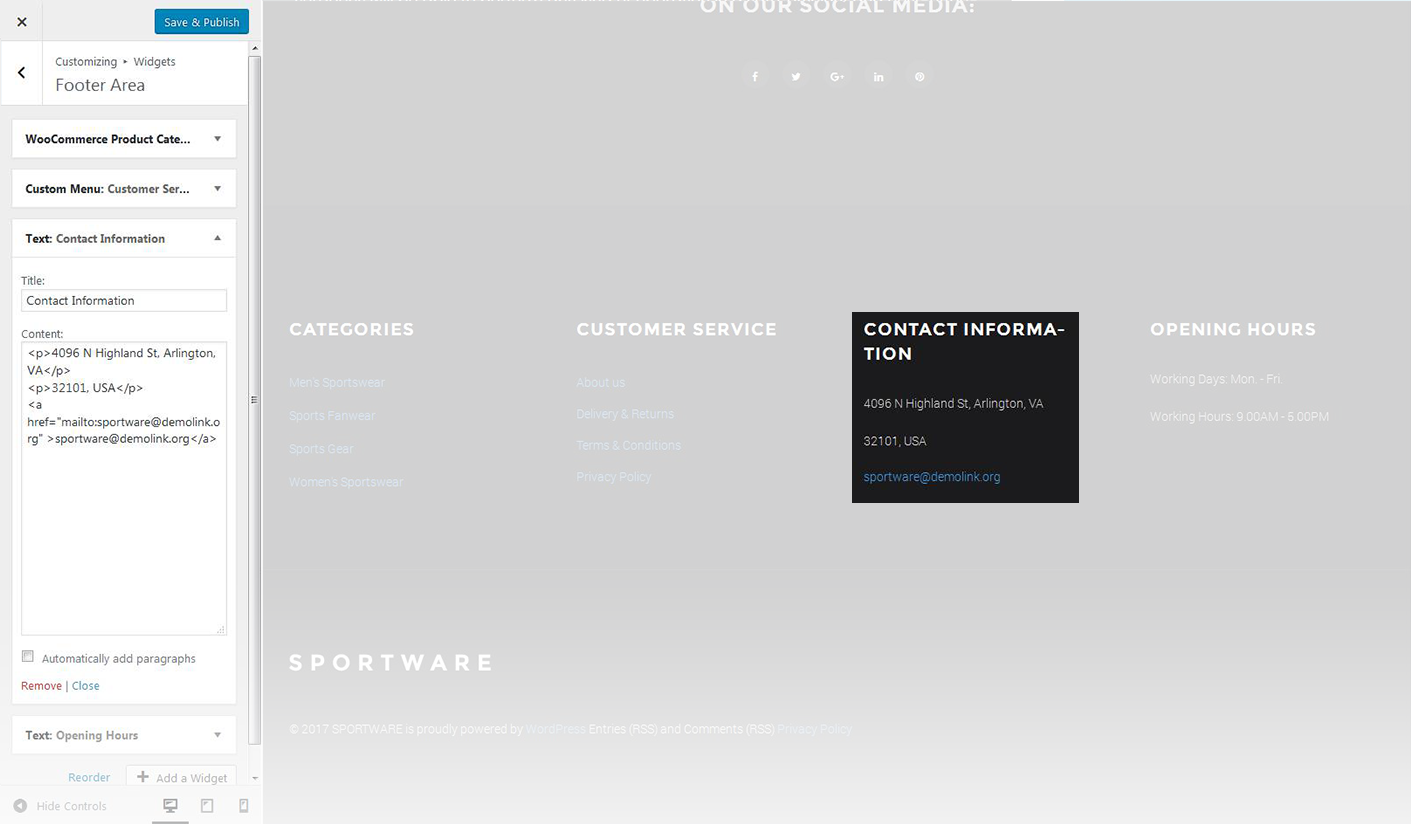 Save & Publish
Customizing ▸ Widgets
Footer Area
WooCommerce Product Cate...
Custom Menu: Customer Ser...
Text: Contact Information
Title:
Contact Information
Content:
<p>4096 N Highland St, Arlington,
VA</p>
<p>32101, USA</p>
<a
href="mailto:sportware@demolink.o
rg" >sportware@demolink.org</a>
Automatically add paragraphs
Remove | Close
Text: Opening Hours
Reorder
Add a Widget
Hide Controls
ON OUR SOCIAL MEDIA:
CATEGORIES
Men's Sportswear
Sports Fanwear
Sports Gear
Women's Sportswear
CUSTOMER SERVICE
About us
Delivery & Returns
Terms & Conditions
Privacy Policy
CONTACT INFORMA-
TION
4096 N Highland St, Arlington, VA
32101, USA
sportware@demolink.org
OPENING HOURS
Working Days: Mon. - Fri.
Working Hours: 9.00AM - 5.00PM
SPORTWARE
© 2017 SPORTWARE is proudly powered by WordPress Entries (RSS) and Comments (RSS) Privacy Policy